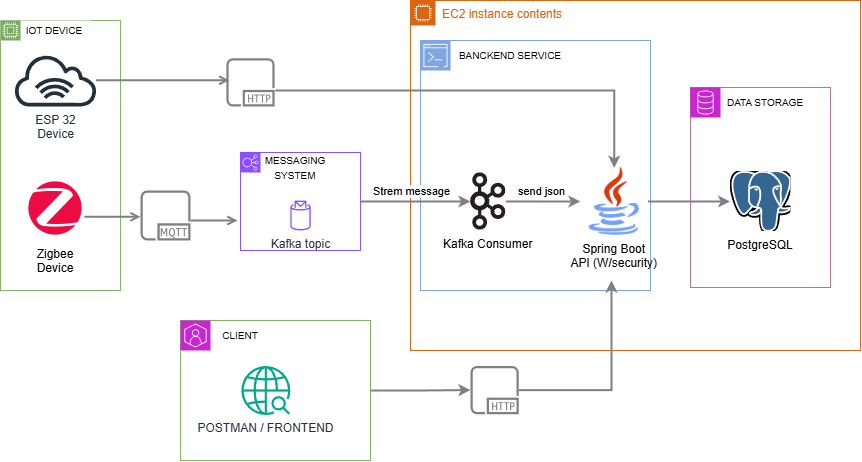 EC2 instance contents
IOT DEVICE
BANCKEND SERVICE
HTTP
ESP 32
Device
DATA STORAGE
MESSAGING
SYSTEM
Strem message
send json
MQTT
Kafka topic
Kafka Consumer
Spring Boot
API (W/security)
PostgreSQL
Zigbee
Device
CLIENT
HTTP
POSTMAN / FRONTEND